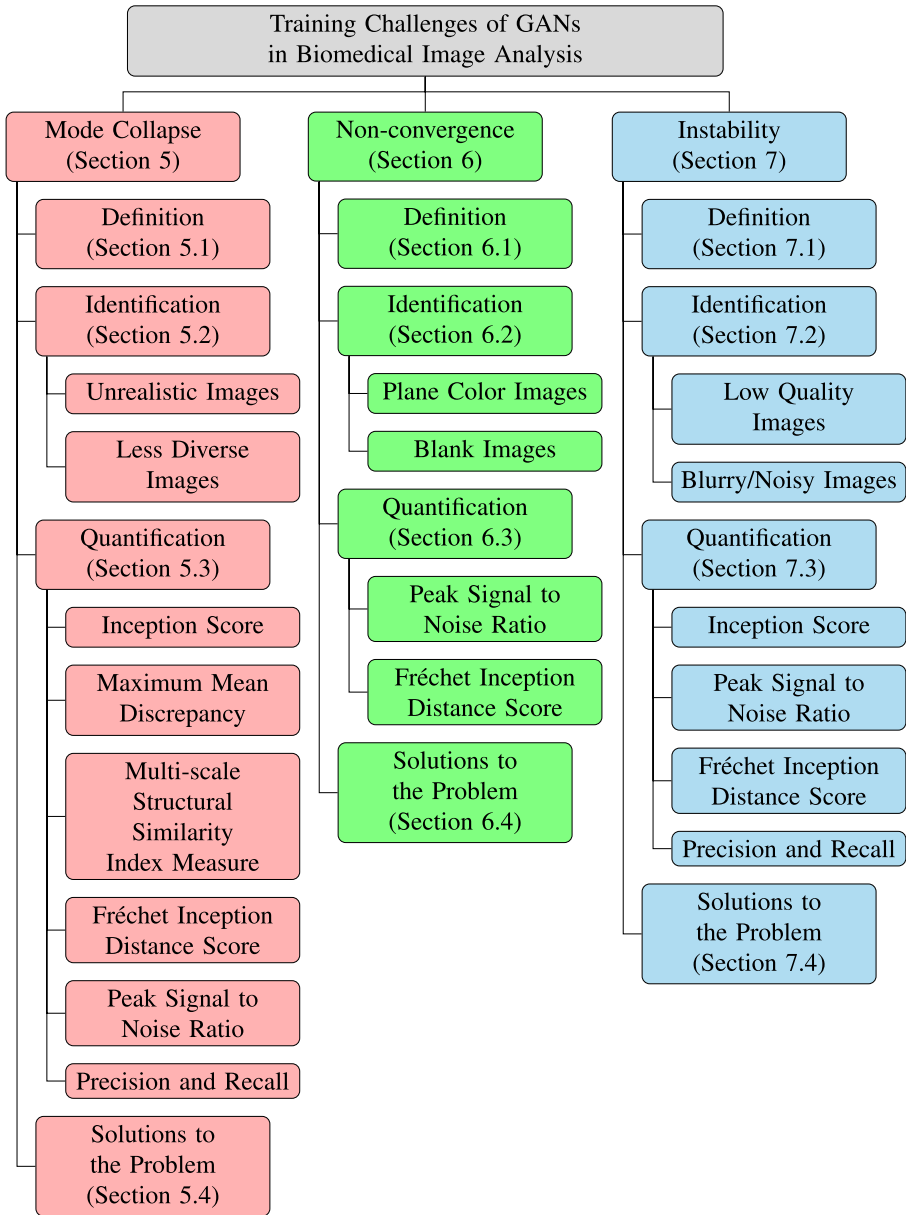 Training Challenges of GANs
in Biomedical Image Analysis
Mode Collapse
(Section 5)
Definition
(Section 5.1)
Identification
(Section 5.2)
Unrealistic Images
Less Diverse
Images
Quantification
(Section 5.3)
Inception Score
Maximum Mean
Discrepancy
Multi-scale
Structural
Similarity
Index Measure
Fréchet Inception
Distance Score
Peak Signal to
Noise Ratio
Precision and Recall
Solutions to
the Problem
(Section 5.4)
Non-convergence
(Section 6)
Definition
(Section 6.1)
Identification
(Section 6.2)
Plane Color Images
Blank Images
Quantification
(Section 6.3)
Peak Signal to
Noise Ratio
Fréchet Inception
Distance Score
Solutions to
the Problem
(Section 6.4)
Instability
(Section 7)
Definition
(Section 7.1)
Identification
(Section 7.2)
Low Quality
Images
Blurry/Noisy Images
Quantification
(Section 7.3)
Inception Score
Peak Signal to
Noise Ratio
Fréchet Inception
Distance Score
Precision and Recall
Solutions to
the Problem
(Section 7.4)